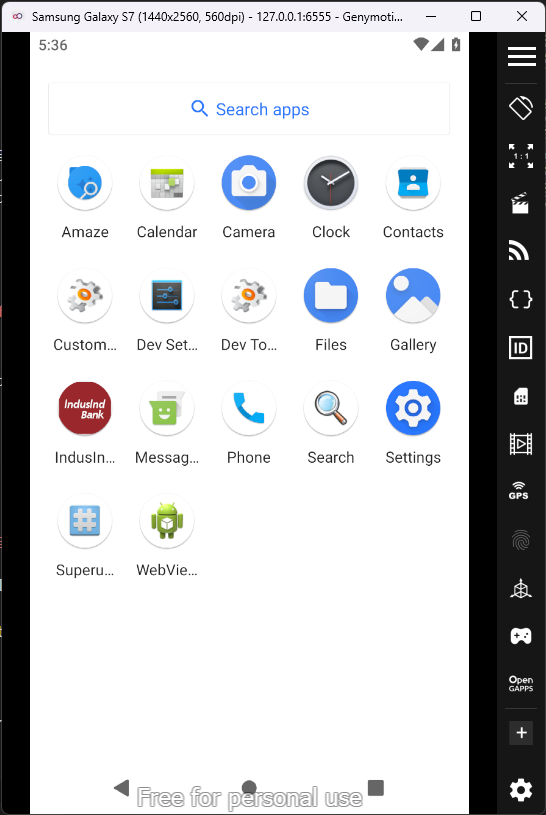 Samsung Galaxy S7 (1440x2560, 560dpi) - 127.0.0.1:6555 - Genymoti...
5:36
Search apps
1 : 1
Amaze Calendar Camera Clock Contacts
Custom... Dev Set... Dev To... Files Gallery
ID
IndusInd
Bank
IndusIn... Messag... Phone Search Settings
GPS
Superu... WebVie...
Open
GAPPS
Free for personal use